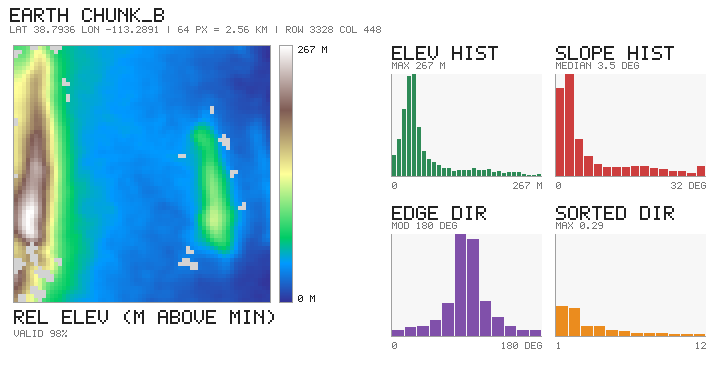 EARTH CHUNK_B
LAT 38.7936 LON -113.2891 | 64 PX = 2.56 KM | ROW 3328 COL 448
267 M
0 M
REL ELEV (M ABOVE MIN)
VALID 98%
ELEV HIST
MAX 267 M
0 267 M
SLOPE HIST
MEDIAN 3.5 DEG
0 32 DEG
EDGE DIR
MOD 180 DEG
0 180 DEG
SORTED DIR
MAX 0.29
1 12